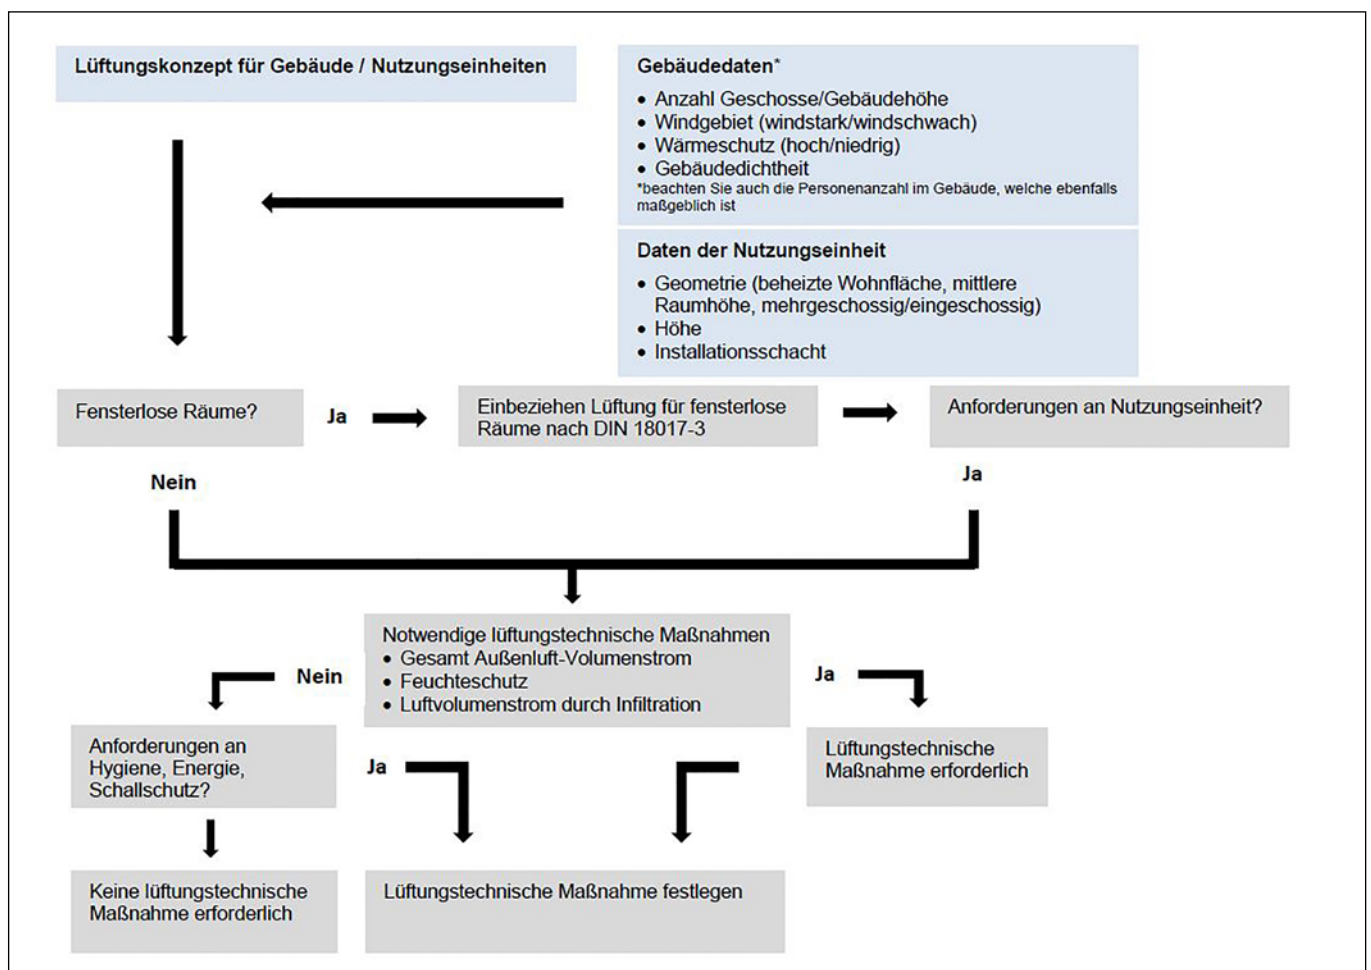 Lüftungskonzept für Gebäude / Nutzungseinheiten
Gebäudedaten*
• Anzahl Geschosse/Gebäudehöhe
• Windgebiet (windstark/windschwach)
• Wärmeschutz (hoch/niedrig)
• Gebäudedichtheit
*beachten Sie auch die Personenanzahl im Gebäude, welche ebenfalls
maßgeblich ist
Daten der Nutzungseinheit
• Geometrie (beheizte Wohnfläche, mittlere
Raumhöhe, mehrgeschossig/eingeschossig)
• Höhe
• Installationsschacht
Fensterlose Räume?
Ja
Einbeziehen Lüftung für fensterlose
Räume nach DIN 18017-3
Anforderungen an Nutzungseinheit?
Nein
Ja
Notwendige lüftungstechnische Maßnahmen
• Gesamt Außenluft-Volumenstrom
• Feuchteschutz
• Luftvolumenstrom durch Infiltration
Nein
Ja
Anforderungen an
Hygiene, Energie,
Schallschutz?
Ja
Lüftungstechnische
Maßnahme erforderlich
Keine lüftungstechnische
Maßnahme erforderlich
Lüftungstechnische Maßnahme festlegen